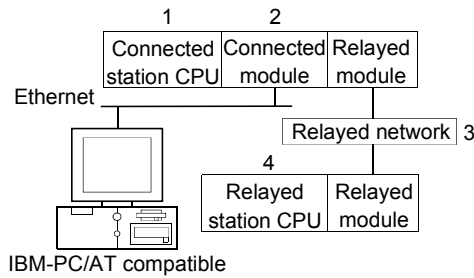 1 2
Connected station CPU
Connected module
Relayed module
Ethernet
Relayed network 3
4
Relayed station CPU
Relayed module
IBM-PC/AT compatible